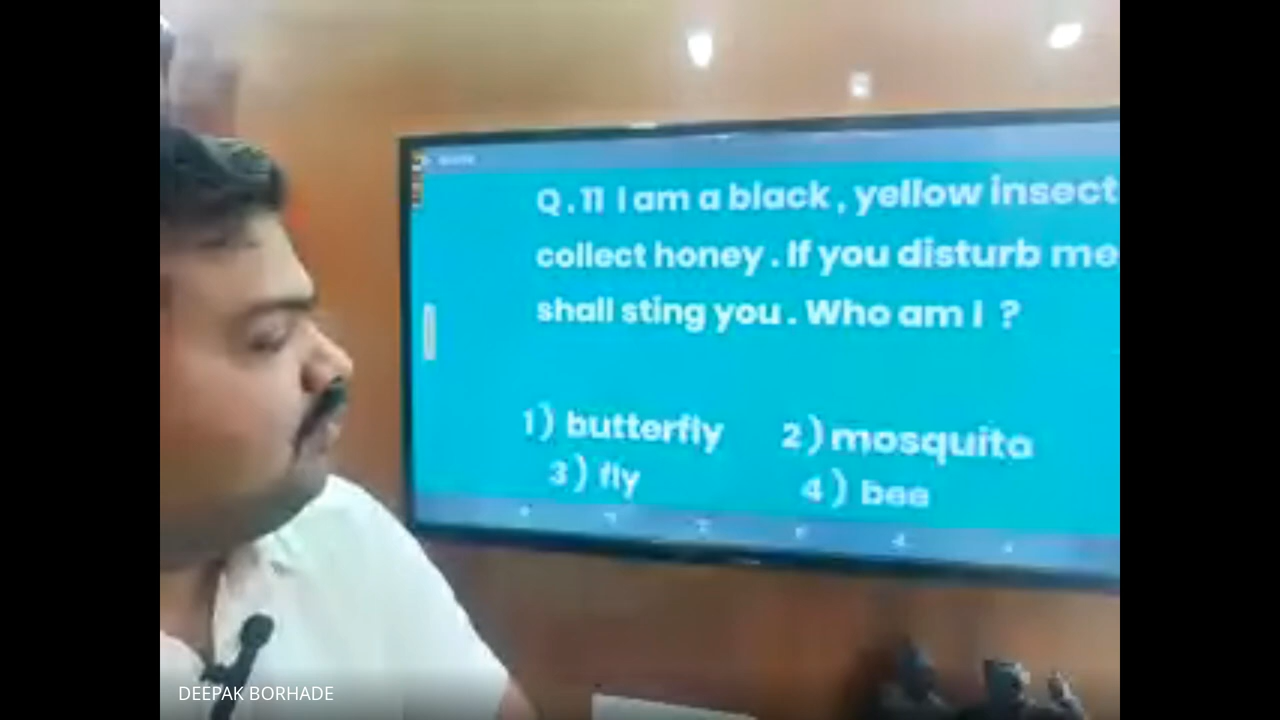 Q.11 I am a black, yellow insect
collect honey. If you disturb me
shall sting you. Who am I ?
1) butterfly 2) mosquito
3) fly 4) bee
DEEPAK BORHADE